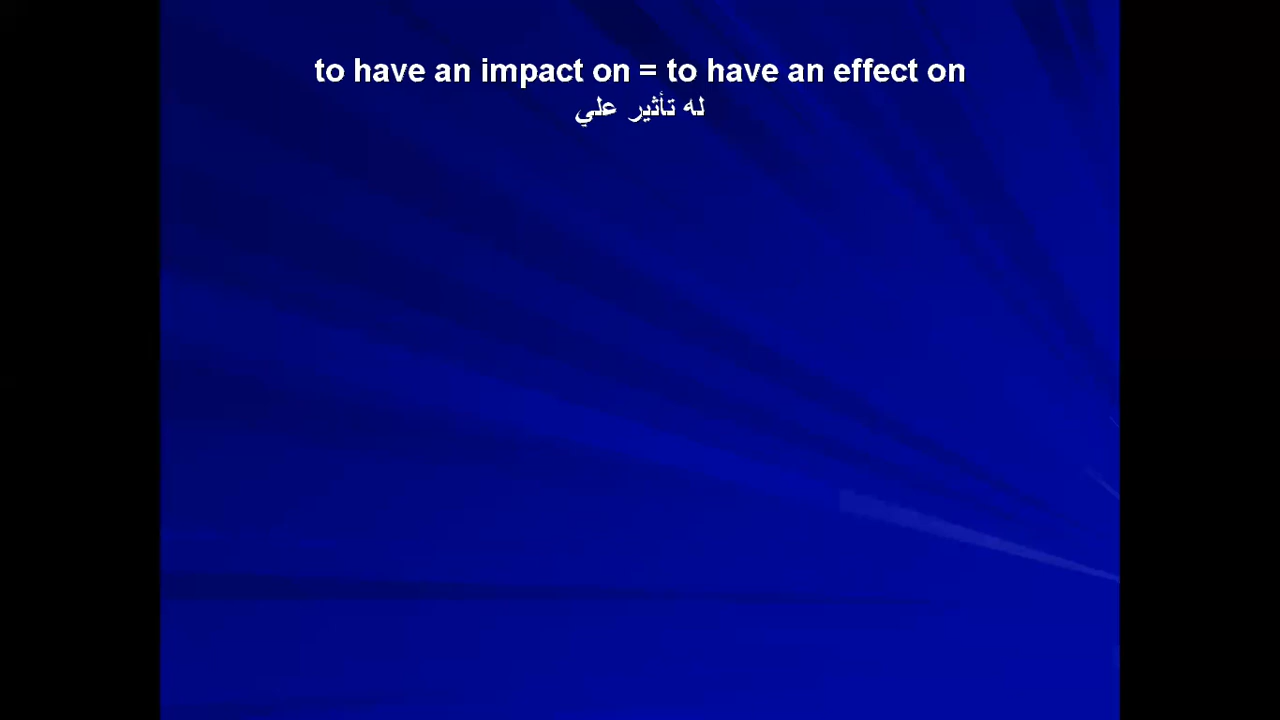 to have an impact on = to have an effect on
له تأثير علي